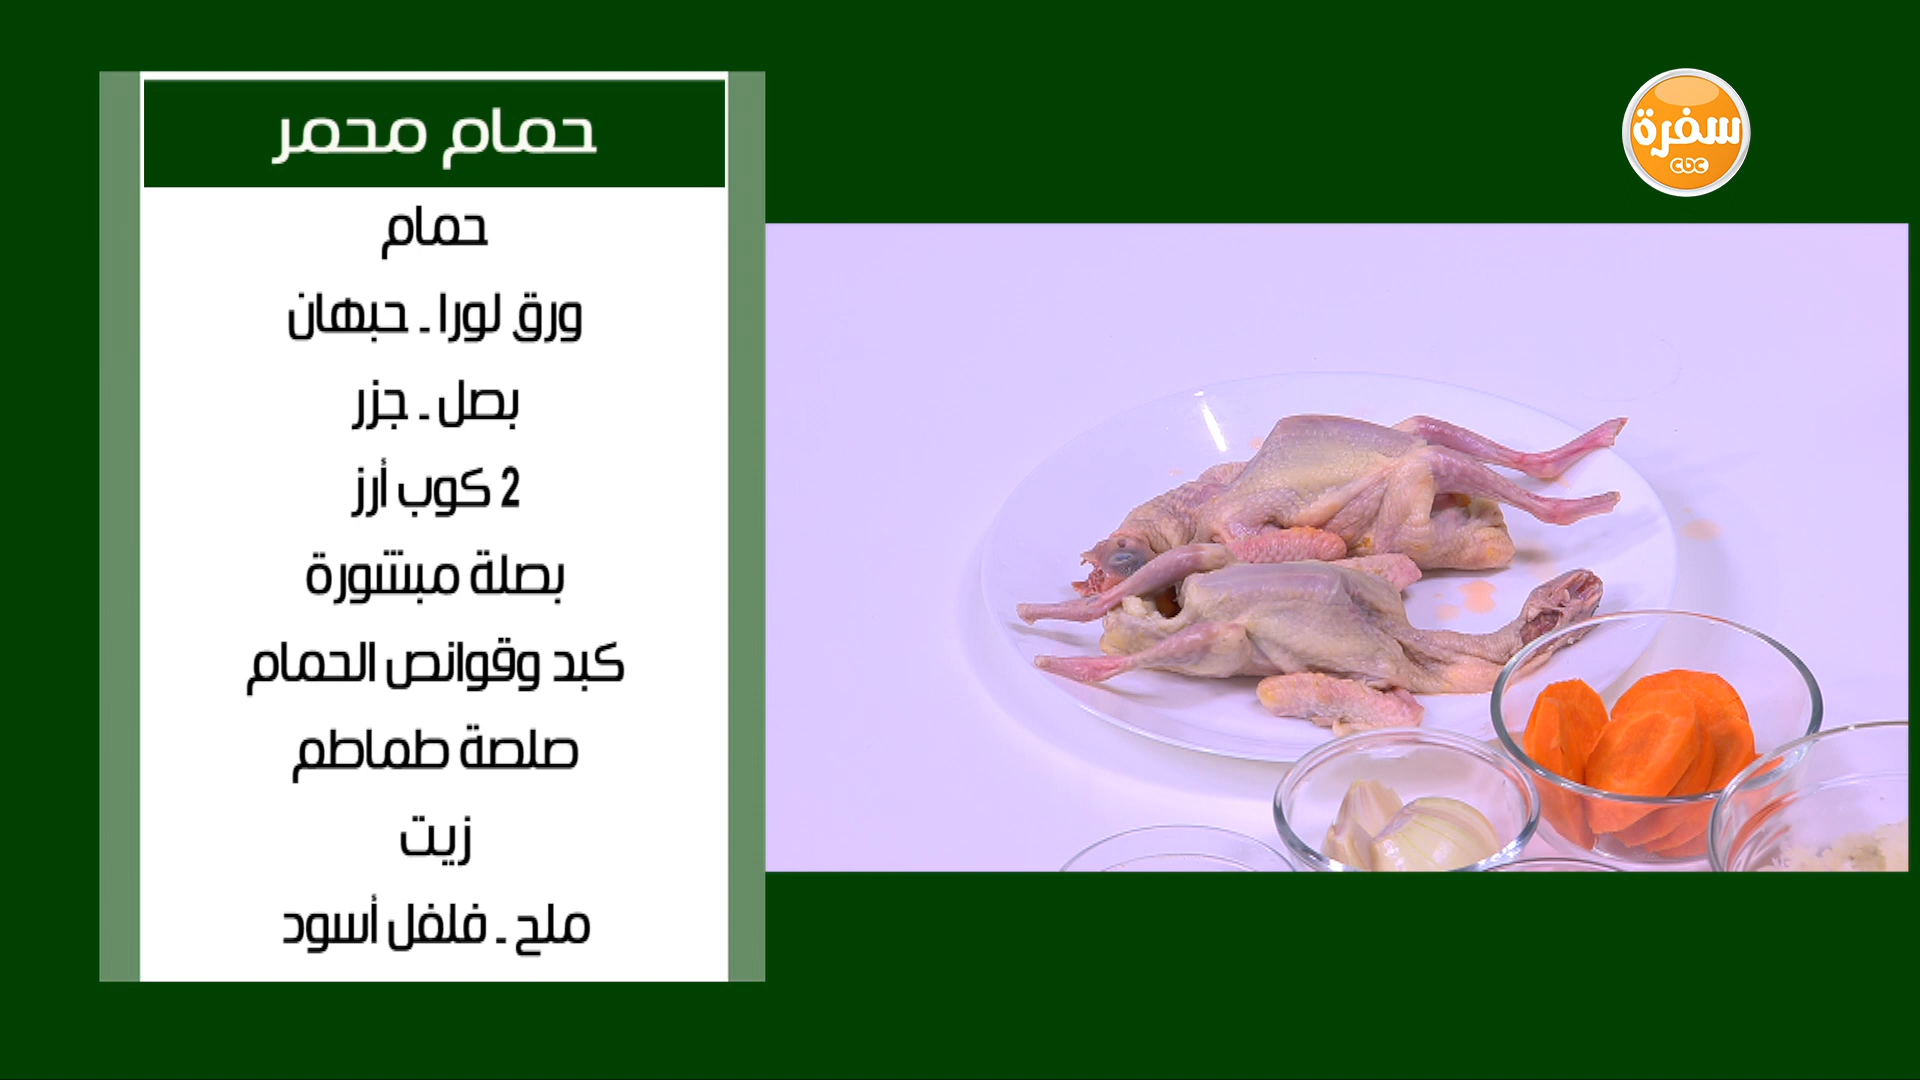 حمام محمر
حمام
ورق لورا - حبهان
بصل - جزر
2 كوب أرز
بصلة مبشورة
كبد وقوانص الحمام
صلصة طماطم
زيت
ملح - فلفل أسود
سفرة
cbc